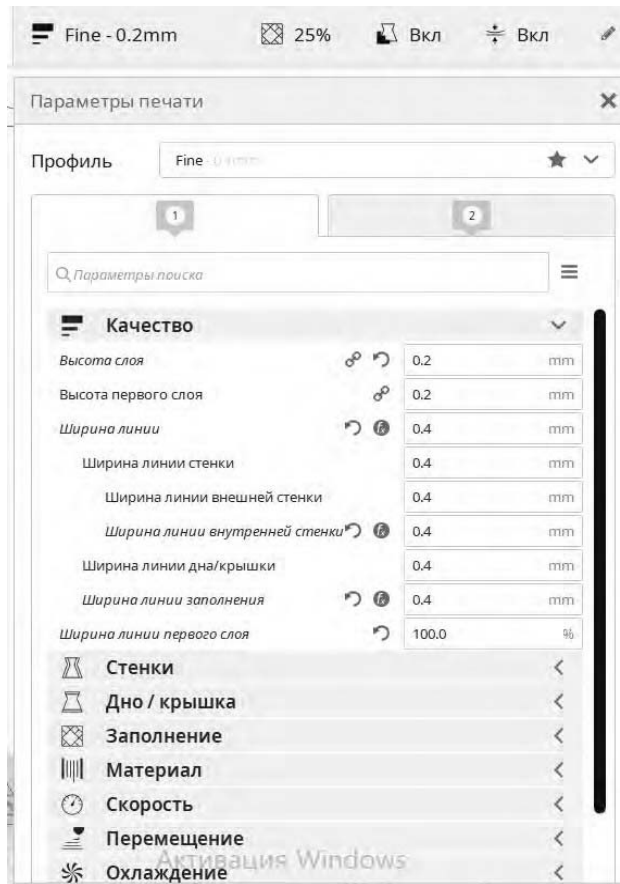 Fine - 0.2mm 25% Вкл Вкл
Параметры печати
Профиль Fine
1 2
Параметры поиска
Качество
Высота слоя 0.2 mm
Высота первого слоя 0.2 mm
Ширина линии 0.4 mm
Ширина линии стенки 0.4 mm
Ширина линии внешней стенки 0.4 mm
Ширина линии внутренней стенки 0.4 mm
Ширина линии дна/крышки 0.4 mm
Ширина линии заполнения 0.4 mm
Ширина линии первого слоя 100.0 %
Стенки
Дно / крышка
Заполнение
Материал
Скорость
Перемещение
Активация Windows
Охлаждение